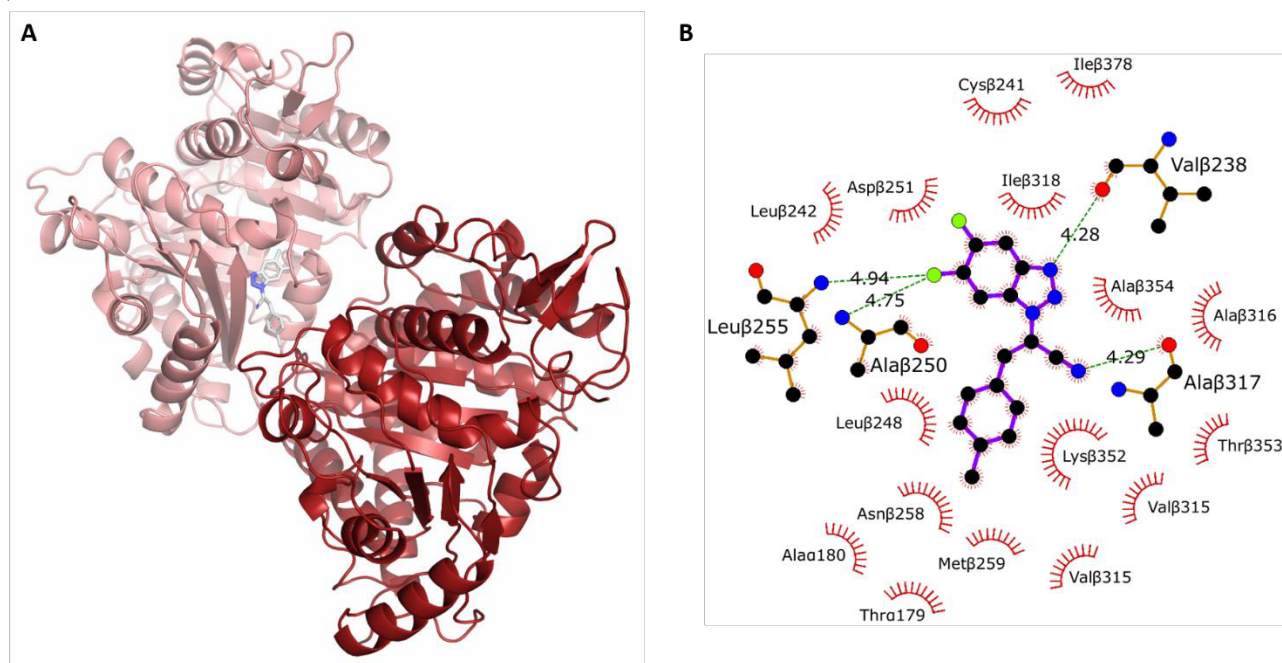 A
B
Ileβ378
Cysβ241
Valβ238
Aspβ251
Ileβ318
Leuβ242
4.28
4.94
4.75
Alaβ354
Alaβ316
Leuβ255
Alaβ250
4.29
Alaβ317
Leuβ248
Lysβ352
Thrβ353
Asnβ258
Valβ315
Alaα180
Metβ259
Valβ315
Thrα179